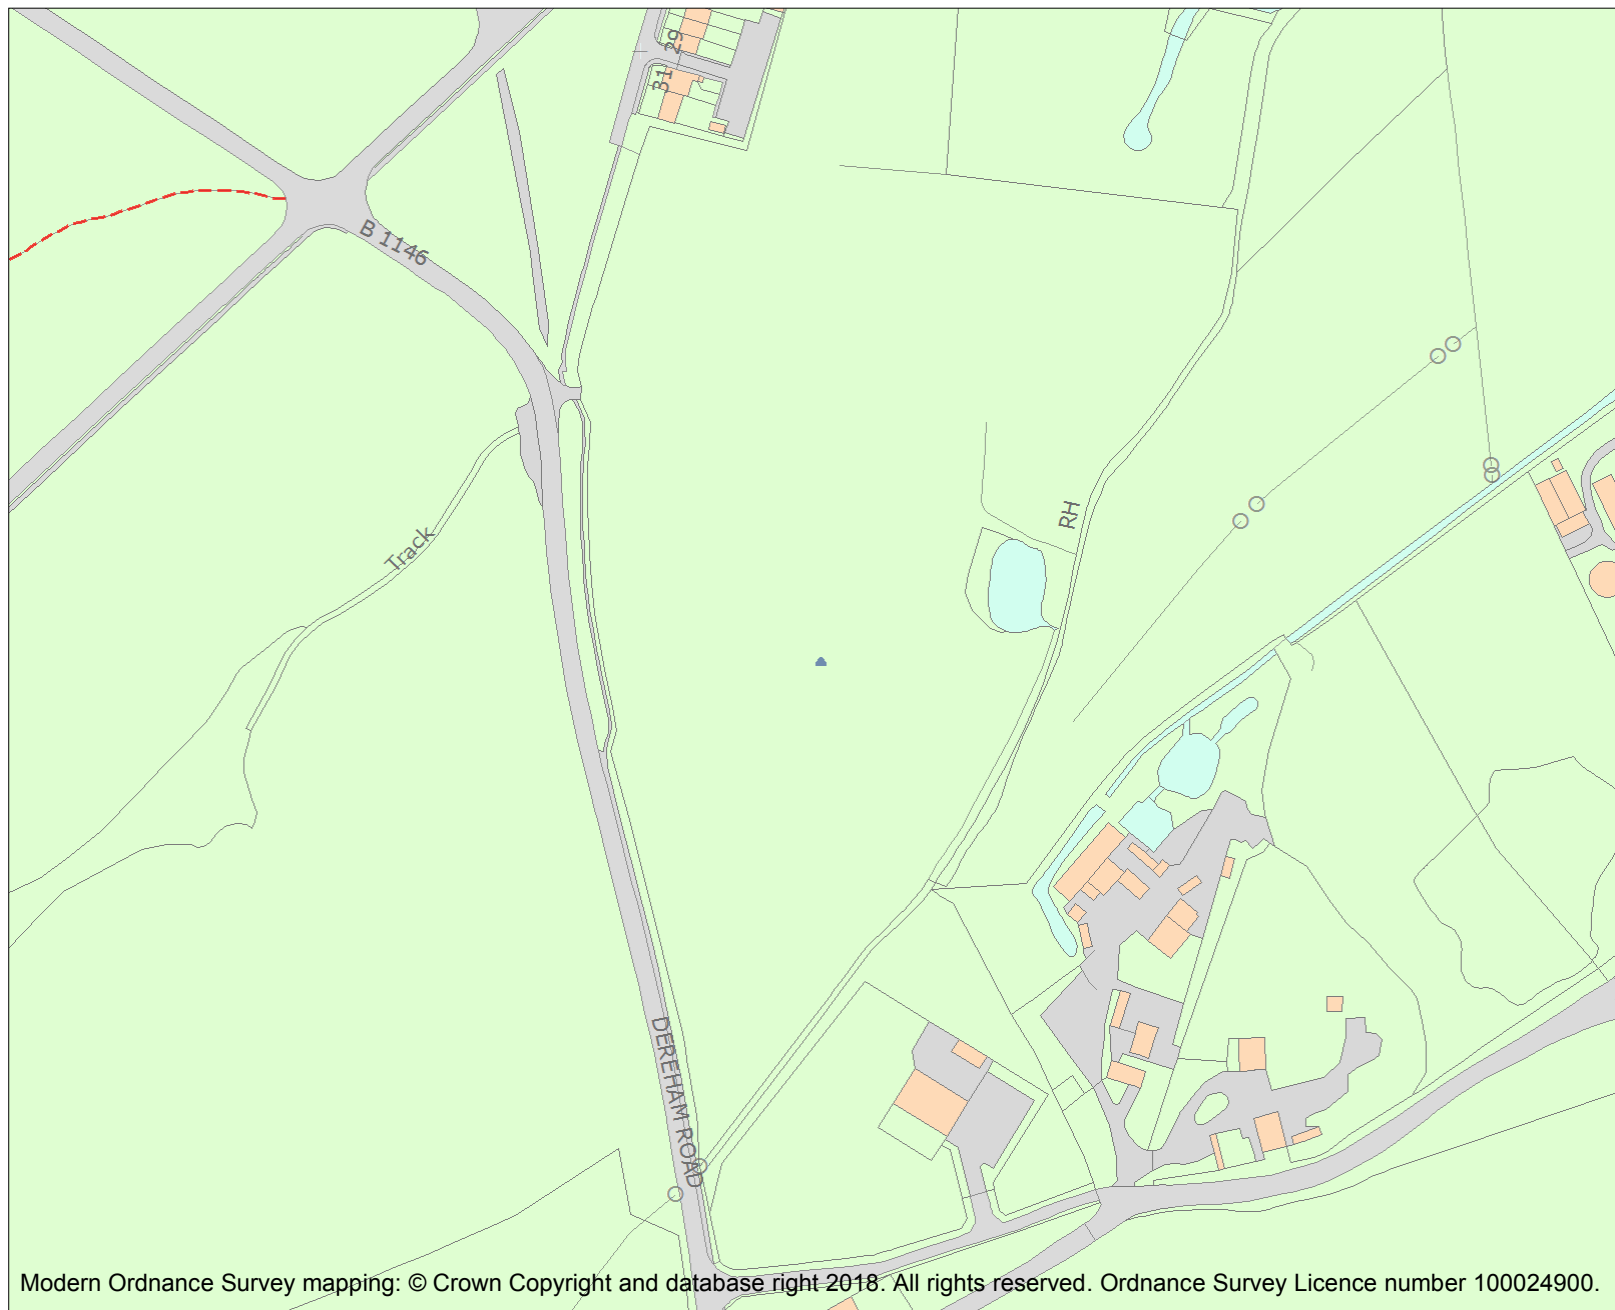 29
31
B 1146
RH
Track
DEREHAM ROAD
Modern Ordnance Survey mapping: © Crown Copyright and database right 2018. All rights reserved. Ordnance Survey Licence number 100024900.